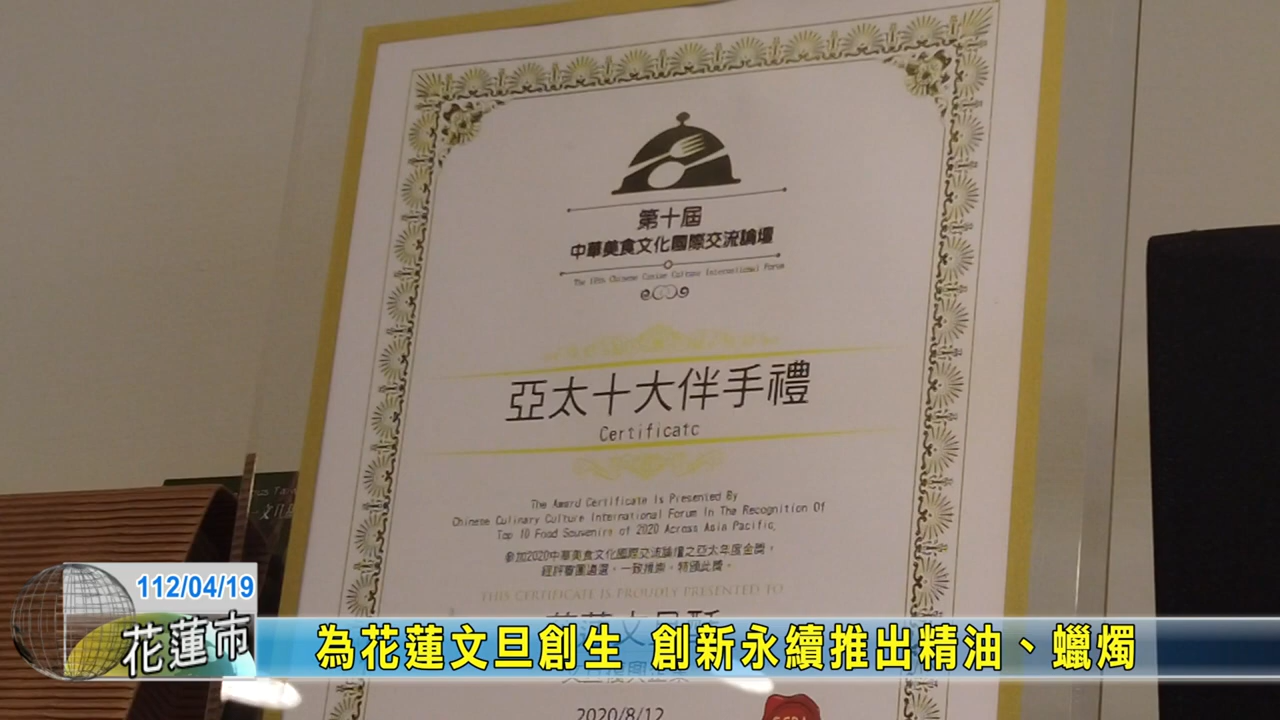 第十屆
中華美食文化國際交流論壇
The 10th Chinese Cusine Culture International Forum
亞太十大伴手禮
Certificate
The Award Certificate Is Presented By
Chinese Culinary Culture International Forum In The Recognition Of
Top 10 Food Souvenirs of 2020 Across Asia Pacific.
參加2020中華美食文化國際交流論壇之亞太年度金獎，
經評審團遴選，一致推崇，特頒此獎。
THIS CERTIFICATE IS PROUDLY PRESENTED TO
2020/8/12
112/04/19
花蓮市
為花蓮文旦創生 創新永續推出精油、蠟燭